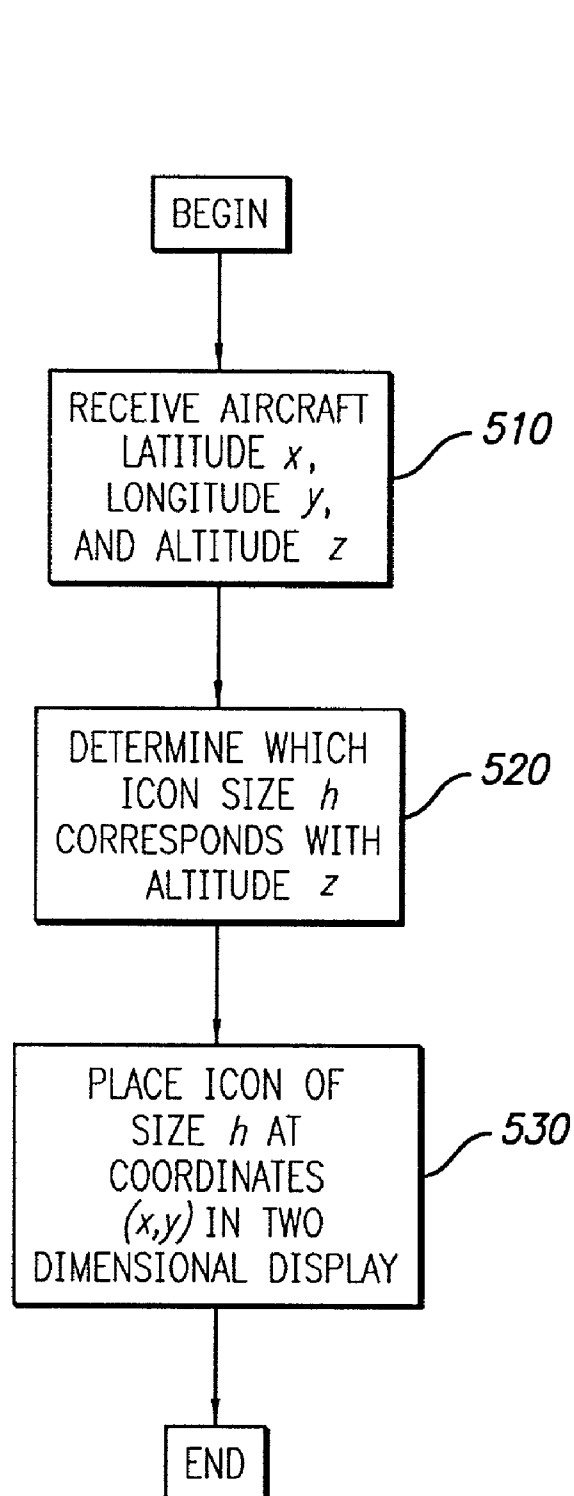 BEGIN
RECEIVE AIRCRAFT
LATITUDE x,
LONGITUDE y,
AND ALTITUDE z
510
DETERMINE WHICH
ICON SIZE h
CORRESPONDS WITH
ALTITUDE z
520
PLACE ICON OF
SIZE h AT
COORDINATES
(x,y) IN TWO
DIMENSIONAL DISPLAY
530
END